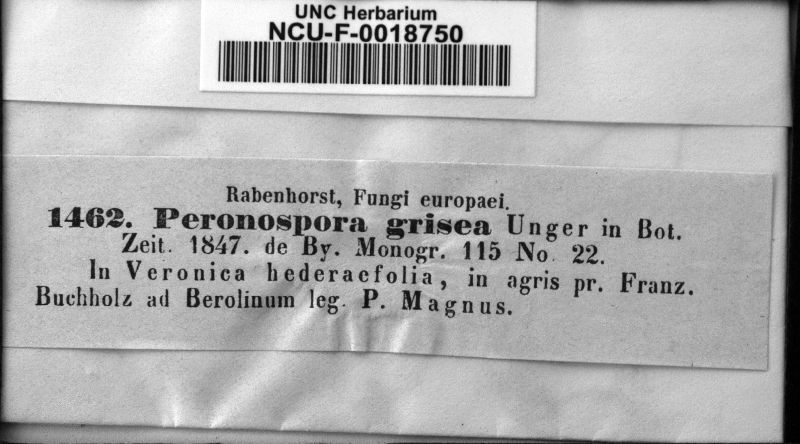 UNC Herbarium
NCU-F-0018750
Rabenhorst, Fungi europaei.
1462. Peronospora grisea Unger in Bot.
Zeit. 1847. de By. Monogr. 115 No. 22.
In Veronica hederaefolia, in agris pr. Franz.
Buchholz ad Berolinum leg. P. Magnus.